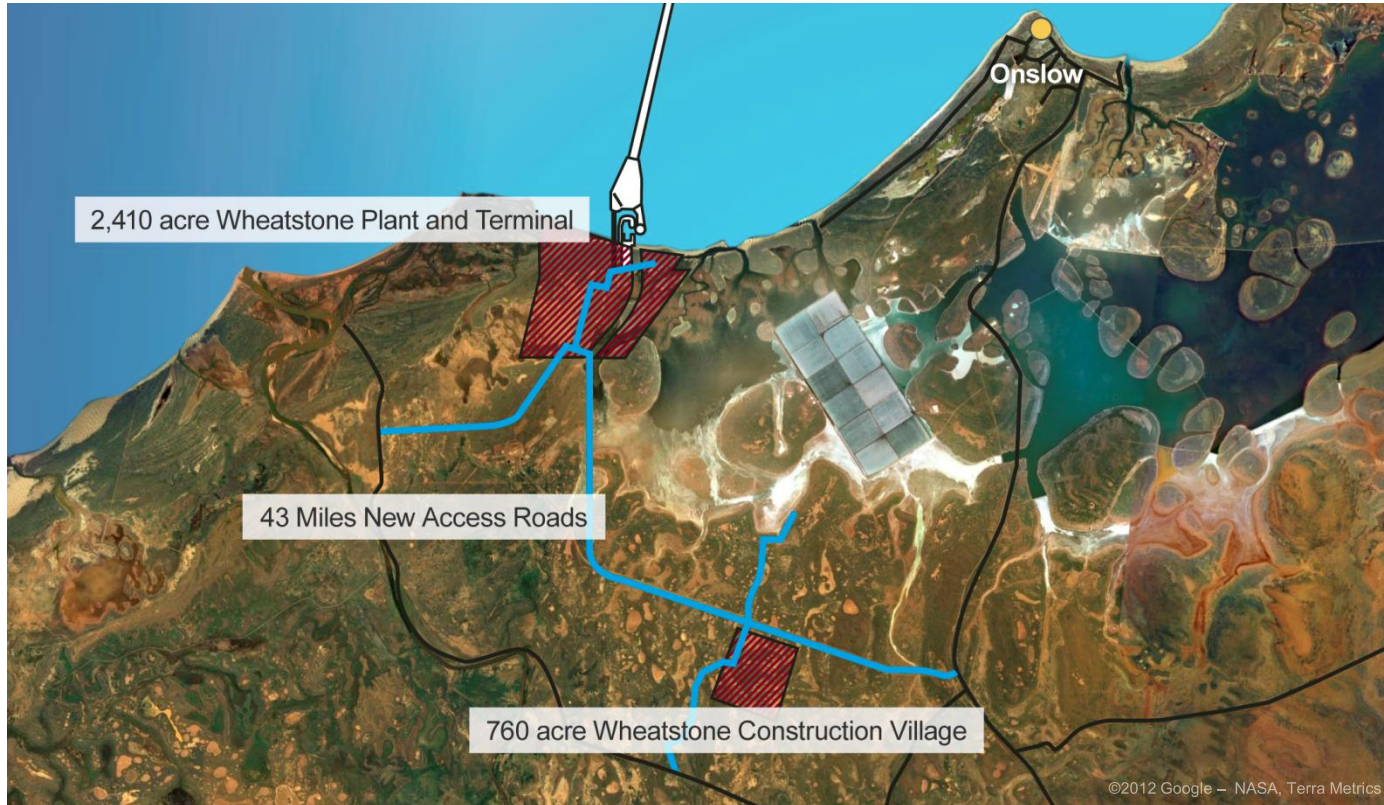 Onslow
2,410 acre Wheatstone Plant and Terminal
43 Miles New Access Roads
760 acre Wheatstone Construction Village
©2012 Google – NASA, Terra Metrics